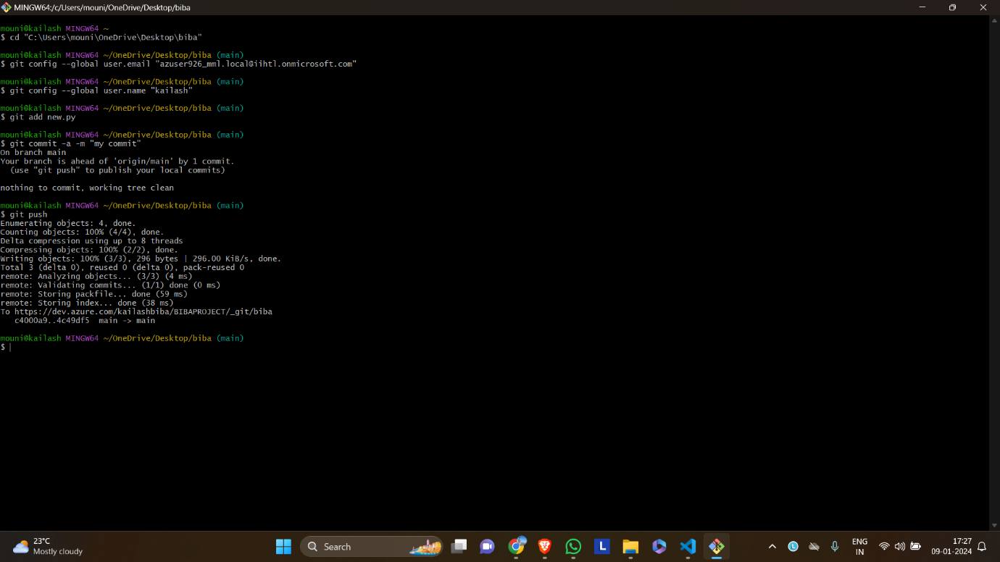 MINGW64:/c/Users/mouni/OneDrive/Desktop/biba
mouni@kailash MINGW64 ~
$ cd "C:\Users\mouni\OneDrive\Desktop\biba"
mouni@kailash MINGW64 ~/OneDrive/Desktop/biba (main)
$ git config --global user.email "azuser926_mml.local@iihtl.onmicrosoft.com"
mouni@kailash MINGW64 ~/OneDrive/Desktop/biba (main)
$ git config --global user.name "kailash"
mouni@kailash MINGW64 ~/OneDrive/Desktop/biba (main)
$ git add new.py
mouni@kailash MINGW64 ~/OneDrive/Desktop/biba (main)
$ git commit -a -m "my commit"
On branch main
Your branch is ahead of 'origin/main' by 1 commit.
  (use "git push" to publish your local commits)
nothing to commit, working tree clean
mouni@kailash MINGW64 ~/OneDrive/Desktop/biba (main)
$ git push
Enumerating objects: 4, done.
Counting objects: 100% (4/4), done.
Delta compression using up to 8 threads
Compressing objects: 100% (2/2), done.
Writing objects: 100% (3/3), 296 bytes | 296.00 KiB/s, done.
Total 3 (delta 0), reused 0 (delta 0), pack-reused 0
remote: Analyzing objects... (3/3) (4 ms)
remote: Validating commits... (1/1) done (0 ms)
remote: Storing packfile... done (59 ms)
remote: Storing index... done (38 ms)
To https://dev.azure.com/kailashbiba/BIBAPROJECT/_git/biba
   c4000a9..4c49df5  main -> main
mouni@kailash MINGW64 ~/OneDrive/Desktop/biba (main)
$
23°C
Mostly cloudy
Search
L
L
ENG
IN
17:27
09-01-2024